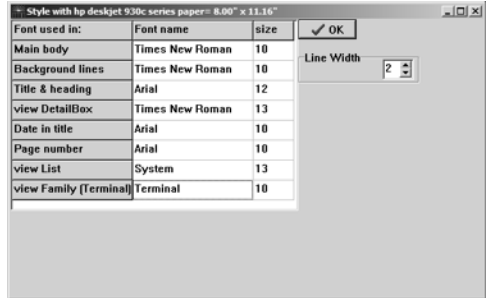 Style with hp deskjet 930c series paper= 8.00" x 11.16"
Font used in: Font name size
Main body Times New Roman 10
Background lines Times New Roman 10
Title & heading Arial 12
view DetailBox Times New Roman 13
Date in title Arial 10
Page number Arial 10
view List System 13
view Family (Terminal) Terminal 10
OK
Line Width
2